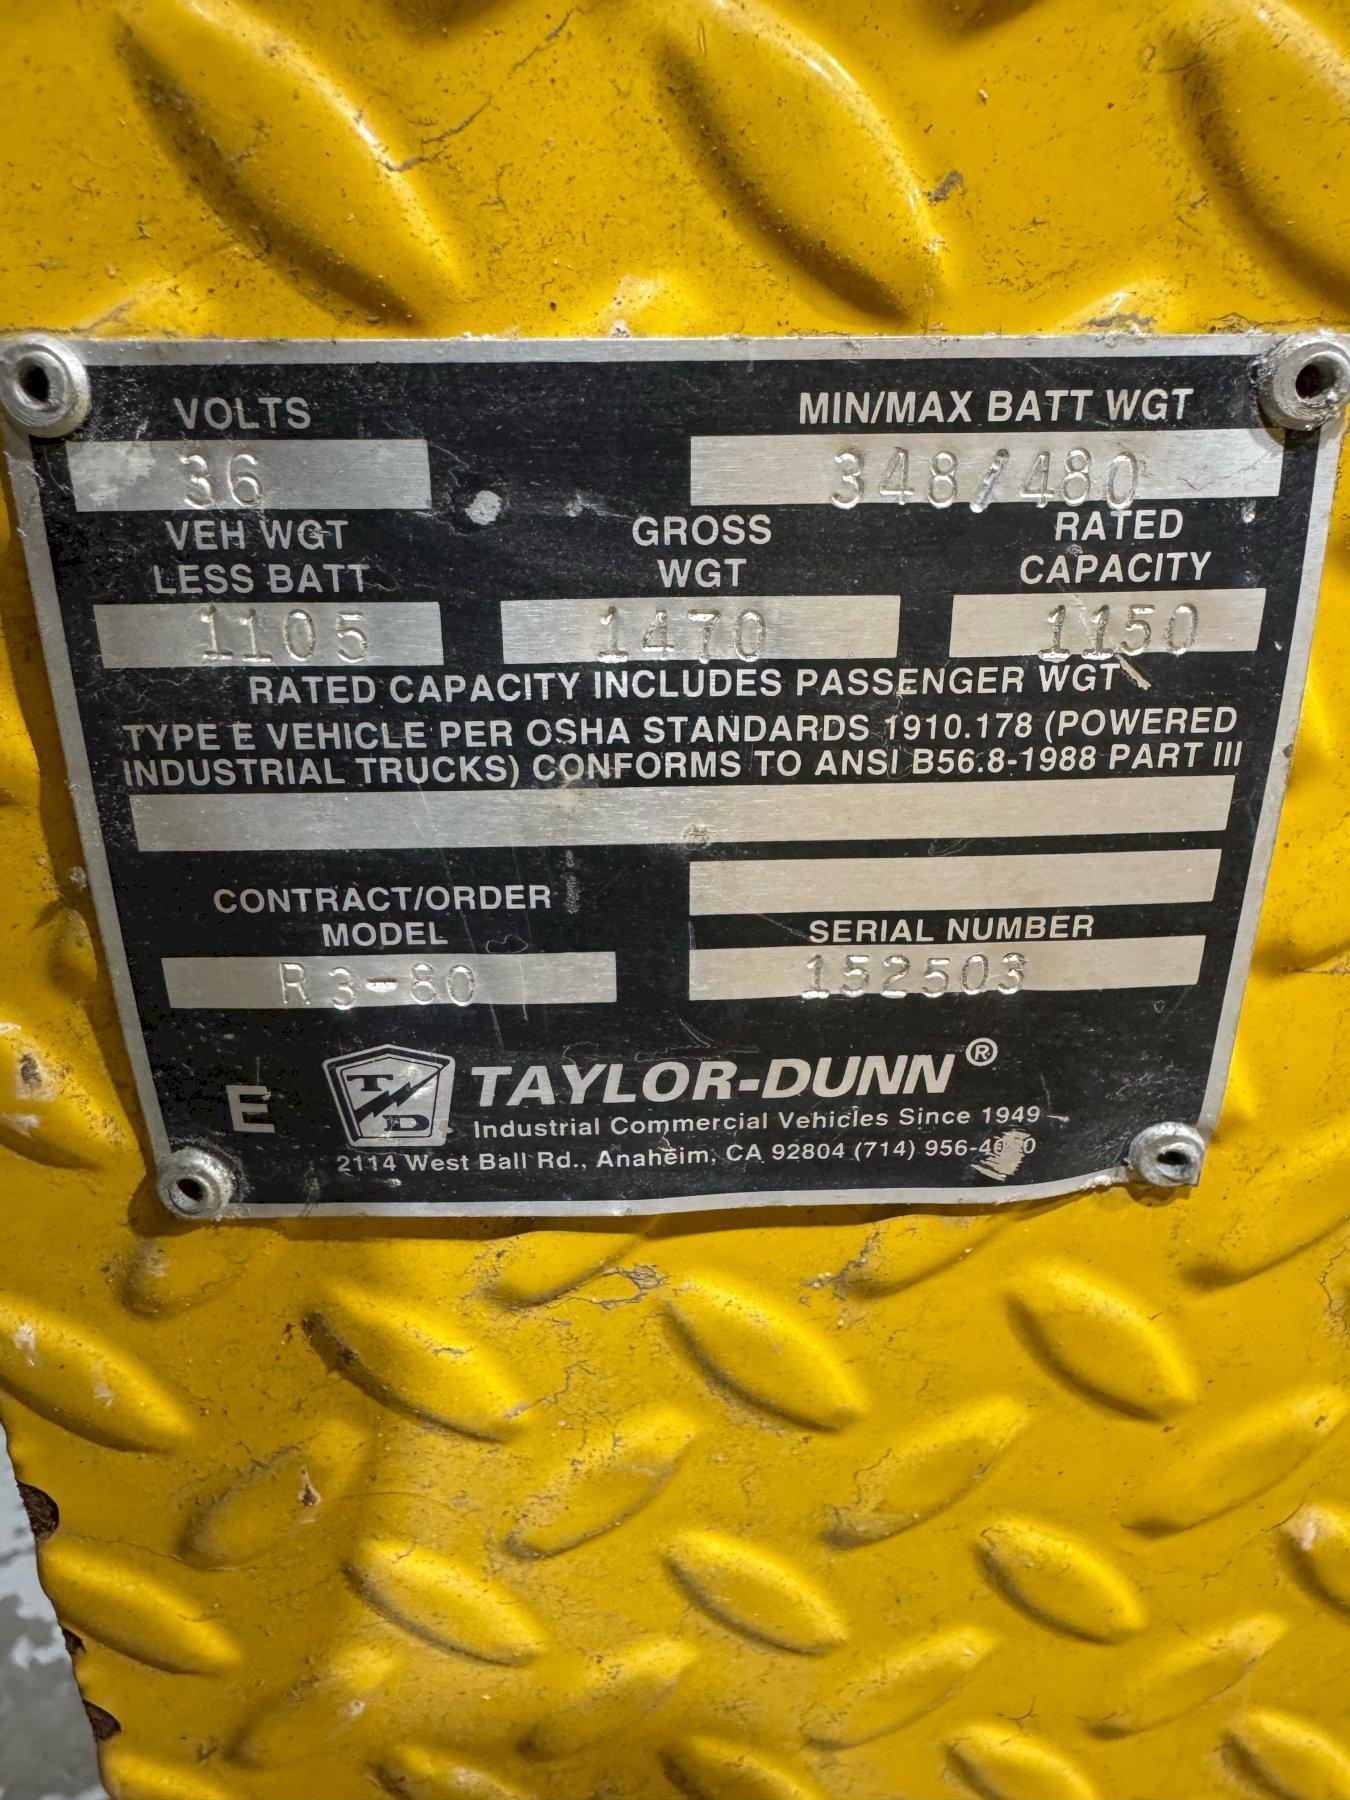 VOLTS MIN/MAX BATT WGT
36 348/480
VEH WGT LESS BATT GROSS WGT RATED CAPACITY
1105 1470 1150
RATED CAPACITY INCLUDES PASSENGER WGT
TYPE E VEHICLE PER OSHA STANDARDS 1910.178 (POWERED
INDUSTRIAL TRUCKS) CONFORMS TO ANSI B56.8-1988 PART III
CONTRACT/ORDER
MODEL SERIAL NUMBER
R3-80 152503
E TD TAYLOR-DUNN®
Industrial Commercial Vehicles Since 1949
2114 West Ball Rd., Anaheim, CA 92804 (714)